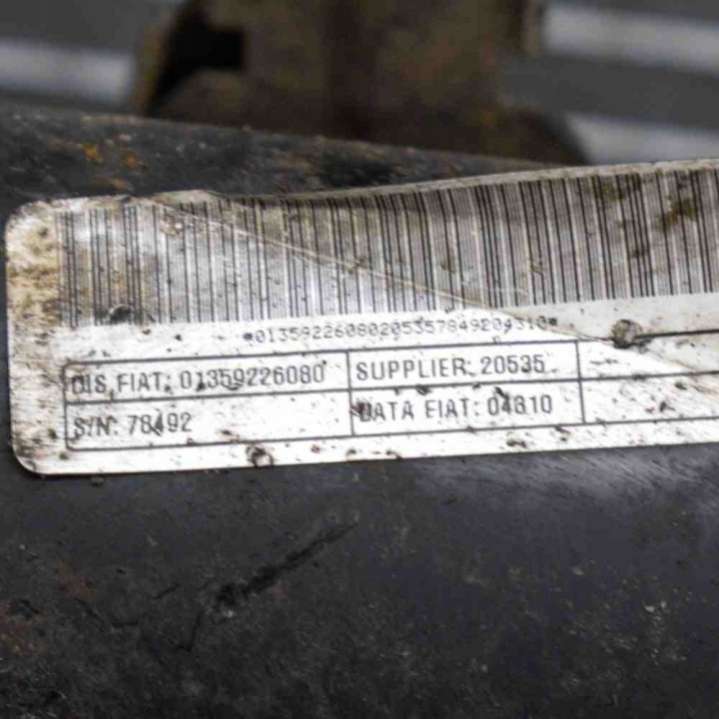 *01359226080205357849204310*
DIS.FIAT: 01359226080 SUPPLIER: 20535
S/N: 78492 DATA FIAT: 04310